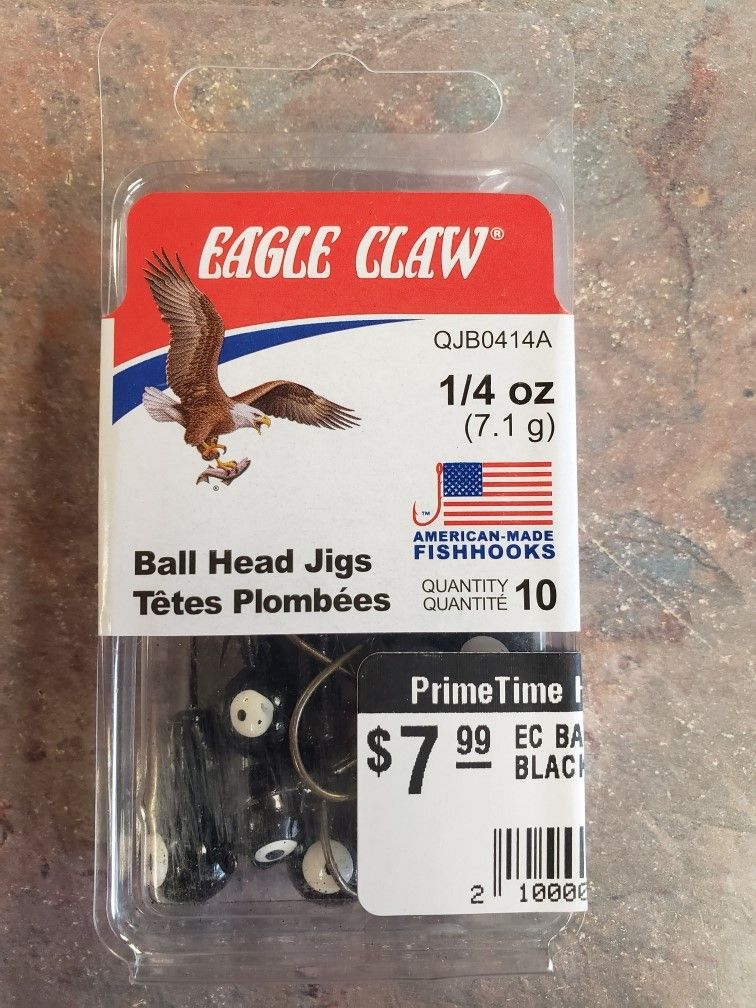 EAGLE CLAW®
QJB0414A
1/4 oz
(7.1 g)
®
TM
AMERICAN-MADE
FISHHOOKS
Ball Head Jigs
Têtes Plombées
QUANTITY
QUANTITÉ 10
PrimeTime
$7 99
EC BA
BLACK
2 10000